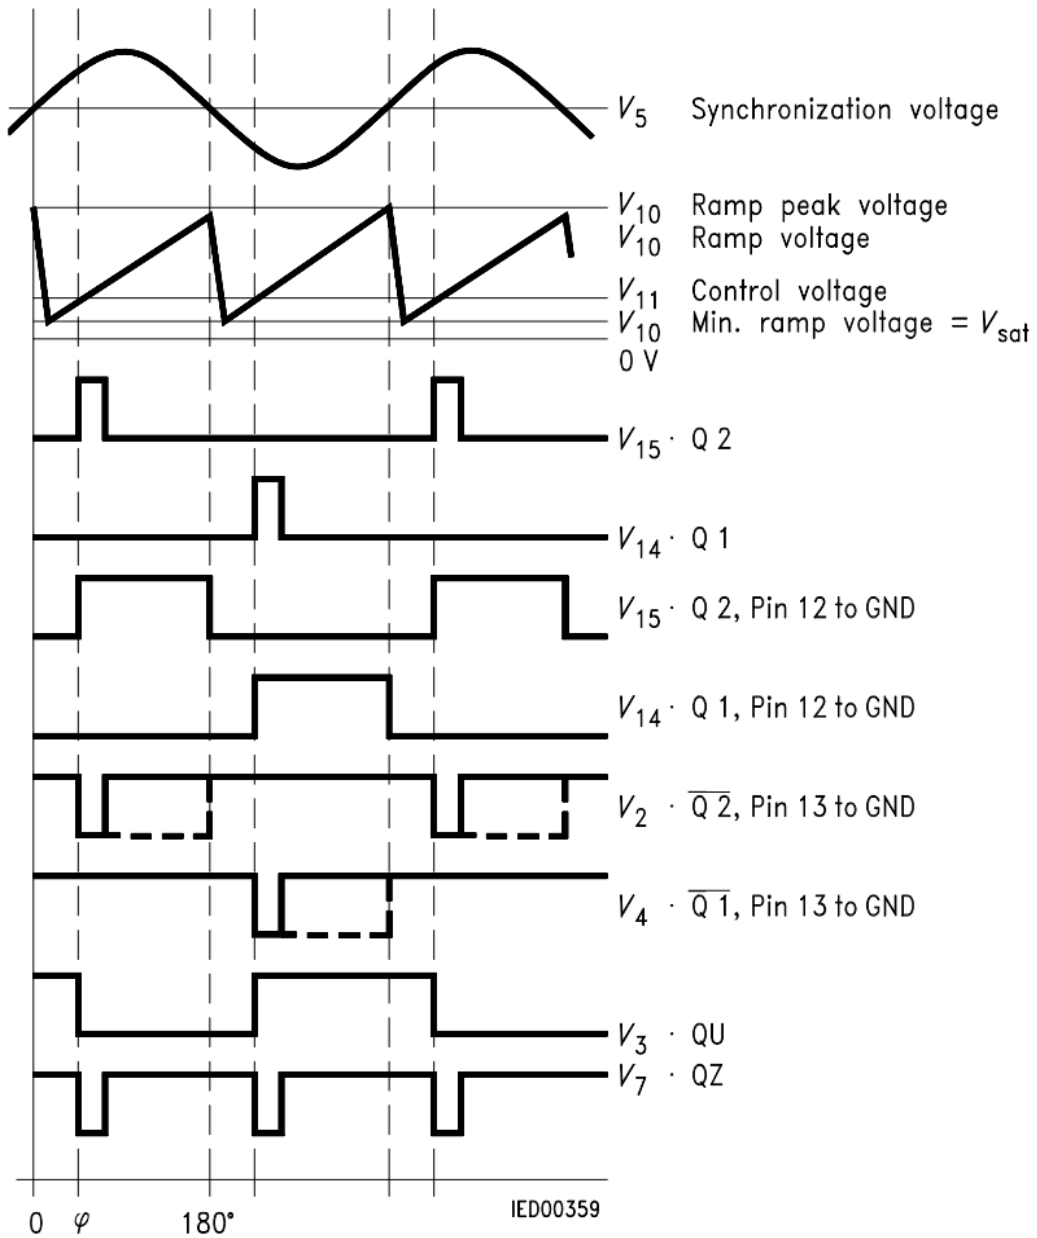 V5 Synchronization voltage
V10 Ramp peak voltage
V10 Ramp voltage
V11 Control voltage
V10 Min. ramp voltage = Vsat
0 V
V15 · Q 2
V14 · Q 1
V15 · Q 2, Pin 12 to GND
V14 · Q 1, Pin 12 to GND
V2 · Q̅ 2̅, Pin 13 to GND
V4 · Q̅ 1̅, Pin 13 to GND
V3 · QU
V7 · QZ
IED00359
0 φ 180°